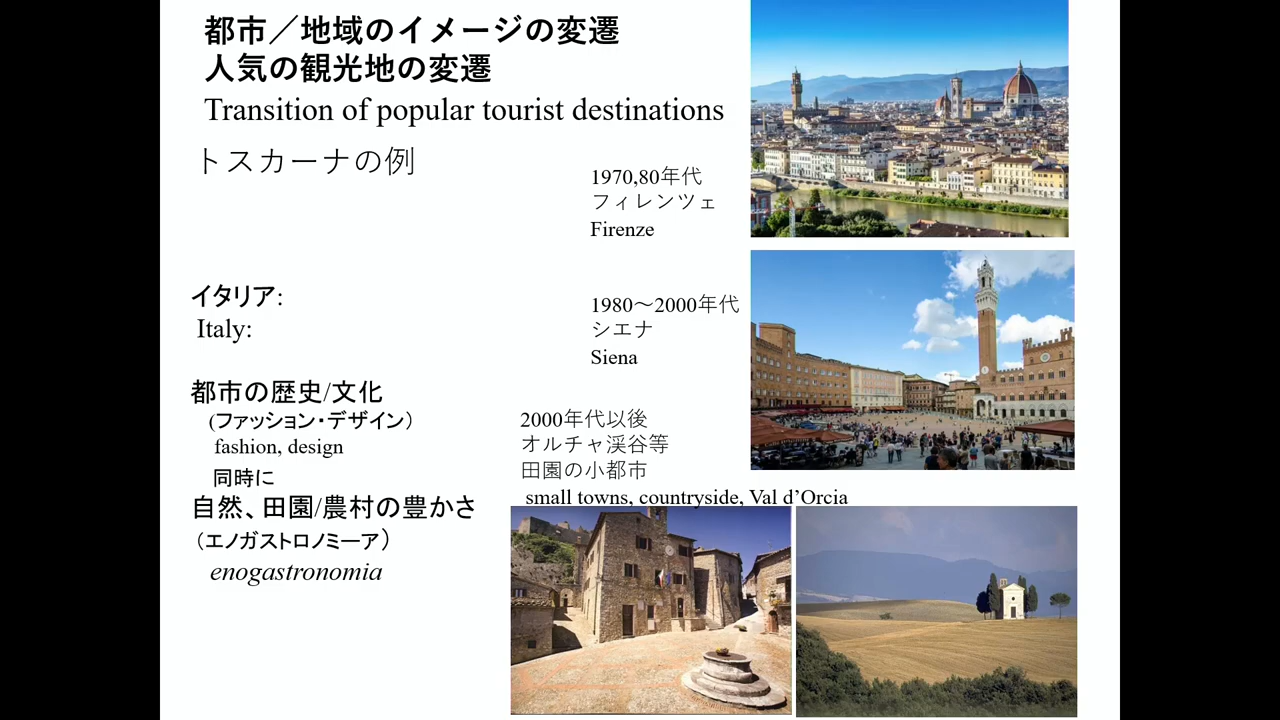 都市／地域のイメージの変遷
人気の観光地の変遷
Transition of popular tourist destinations
トスカーナの例
1970,80年代
フィレンツェ
Firenze
イタリア:
Italy:
1980〜2000年代
シエナ
Siena
都市の歴史/文化
(ファッション・デザイン）
fashion, design
同時に
自然、田園/農村の豊かさ
（エノガストロノミーア）
enogastronomia
2000年代以後
オルチャ渓谷等
田園の小都市
small towns, countryside, Val d’Orcia